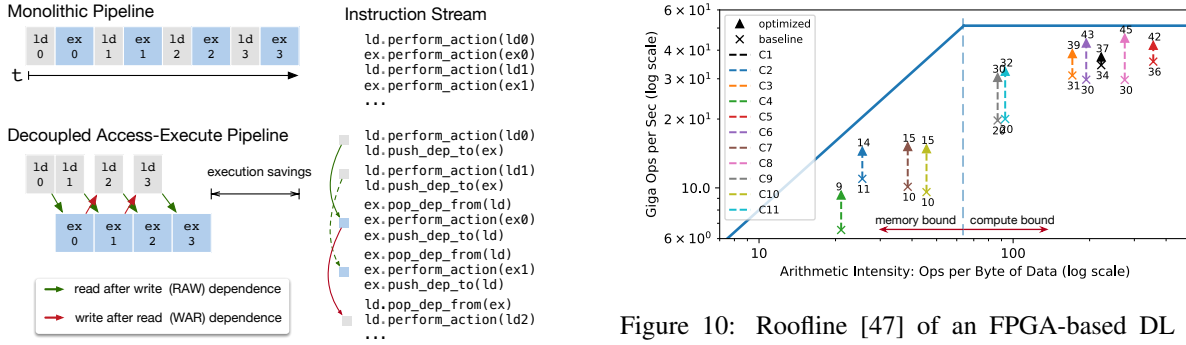 Monolithic Pipeline
ld 0
ex 0
ld 1
ex 1
ld 2
ex 2
ld 3
ex 3
t
Decoupled Access-Execute Pipeline
ld 0
ld 1
ld 2
ld 3
execution savings
ex 0
ex 1
ex 2
ex 3
read after write (RAW) dependence
write after read (WAR) dependence
Instruction Stream
ld.perform_action(ld0)
ex.perform_action(ex0)
ld.perform_action(ld1)
ex.perform_action(ex1)
...
ld.perform_action(ld0)
ld.push_dep_to(ex)
ld.perform_action(ld1)
ld.push_dep_to(ex)
ex.pop_dep_from(ld)
ex.perform_action(ex0)
ex.push_dep_to(ld)
ex.pop_dep_from(ld)
ex.perform_action(ex1)
ex.push_dep_to(ld)
ld.pop_dep_from(ex)
ld.perform_action(ld2)
...
Giga Ops per Sec (log scale)
6 × 10¹
5 × 10¹
4 × 10¹
3 × 10¹
2 × 10¹
10.0
6 × 10⁰
optimized
baseline
C1
C2
C3
C4
C5
C6
C7
C8
C9
C10
C11
9
14
11
15
10
15
10
30
20
32
20
39
31
43
30
37
34
45
30
42
36
memory bound
compute bound
10
100
Arithmetic Intensity: Ops per Byte of Data (log scale)
Figure 10: Roofline [47] of an FPGA-based DL